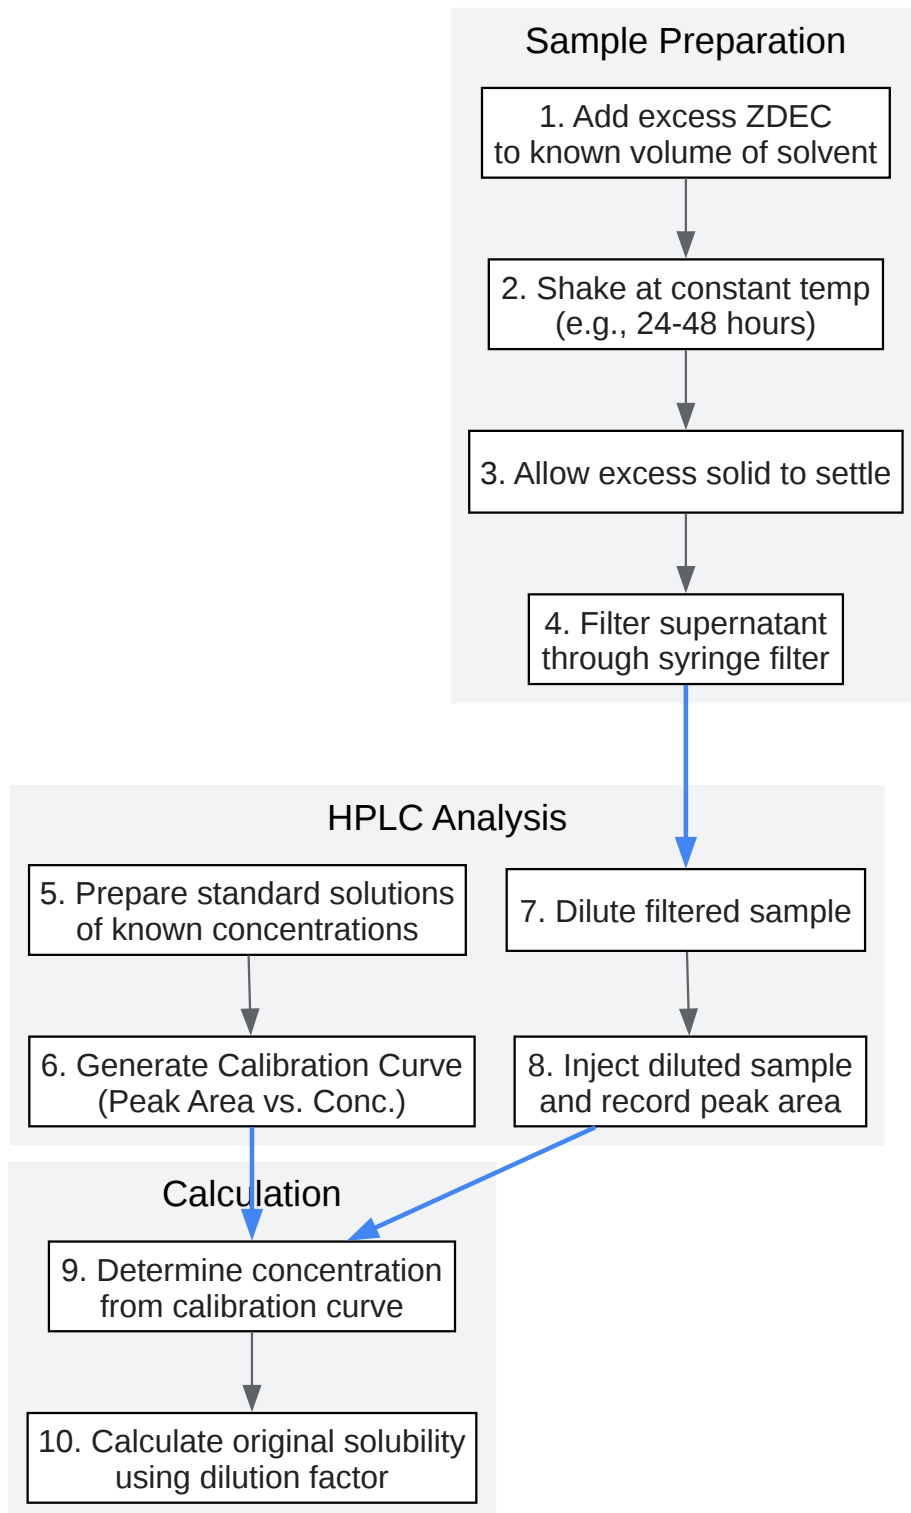 Sample Preparation
1. Add excess ZDEC
to known volume of solvent
2. Shake at constant temp
(e.g., 24-48 hours)
3. Allow excess solid to settle
4. Filter supernatant
through syringe filter
HPLC Analysis
5. Prepare standard solutions
of known concentrations
6. Generate Calibration Curve
(Peak Area vs. Conc.)
7. Dilute filtered sample
8. Inject diluted sample
and record peak area
Calculation
9. Determine concentration
from calibration curve
10. Calculate original solubility
using dilution factor